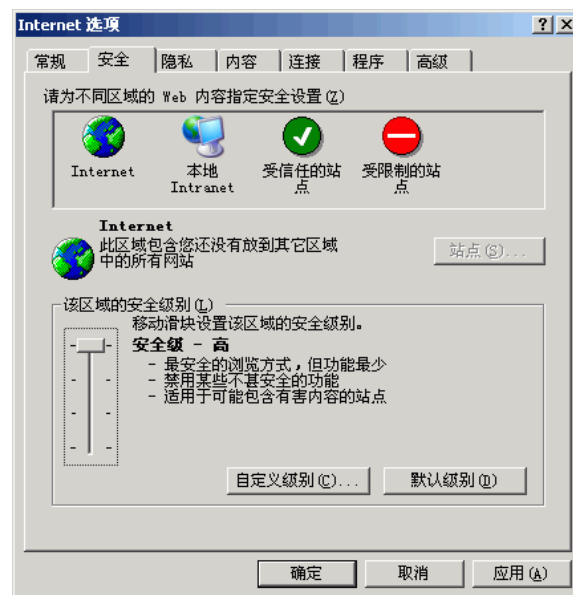 Internet 选项
常规 安全 隐私 内容 连接 程序 高级
请为不同区域的 Web 内容指定安全设置(Z)
Internet 本地 受信任的站 受限制的站
Intranet 点 点
Internet
此区域包含您还没有放到其它区域
中的所有网站
站点(S)...
该区域的安全级别(L)
移动滑块设置该区域的安全级别。
安全级 - 高
- 最安全的浏览方式，但功能最少
- 禁用某些不甚安全的功能
- 适用于可能包含有害内容的站点
自定义级别(C)... 默认级别(D)
确定 取消 应用(A)